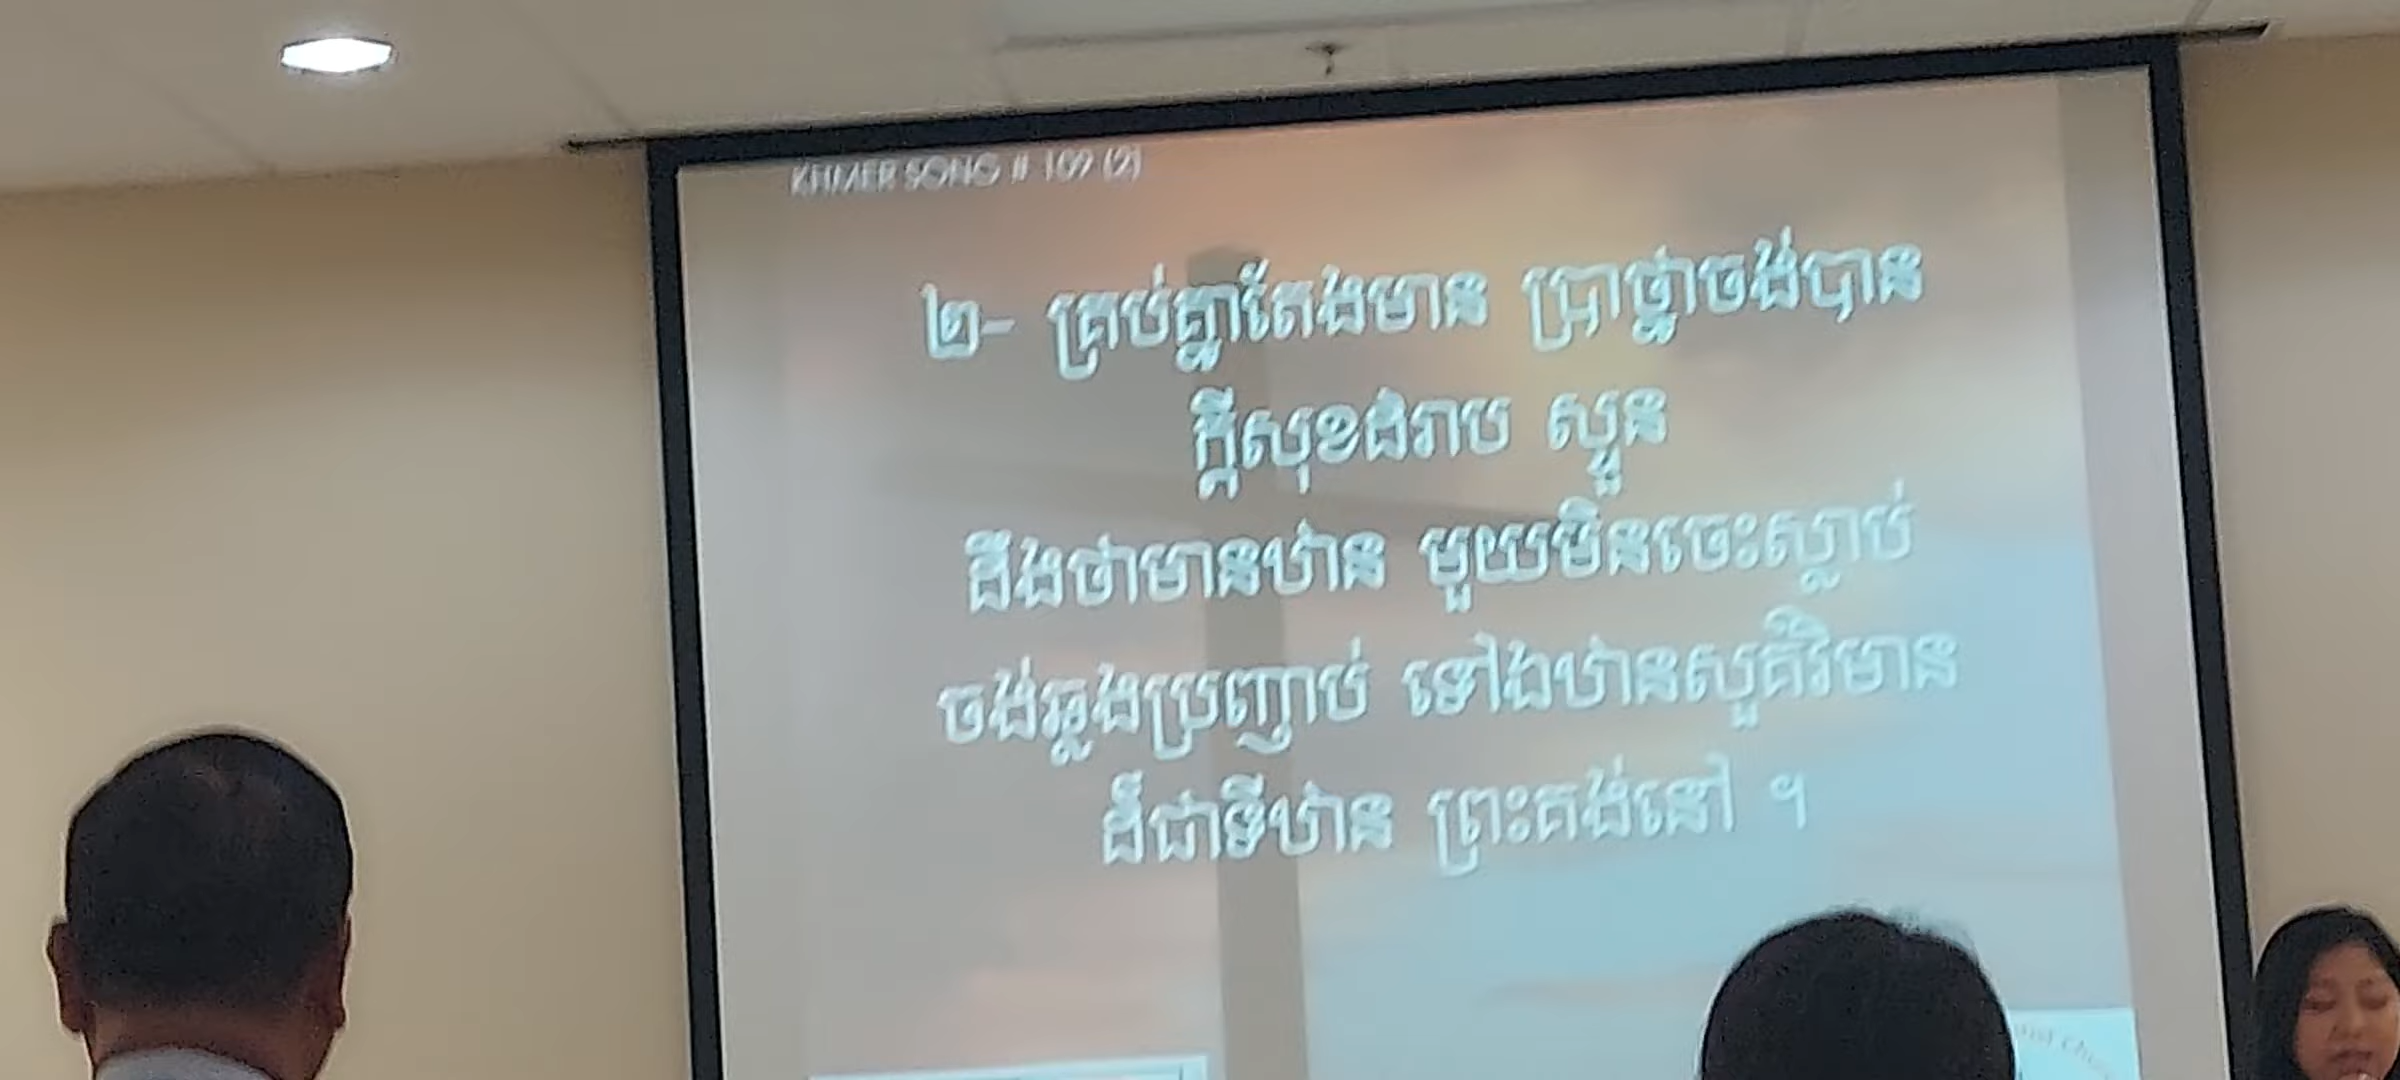 KHMER SONG # 109 (2)
២- គ្រប់គ្នាតែងមាន ប្រាថ្នាចង់បាន
ក្តីសុខដរាប ស្ងួន
ដឹងថាមានឋាន មួយមិនចេះស្លាប់
ចង់ឆ្លងប្រញាប់ ទៅឯឋានសួគ៌វិមាន
ដ៏ជាទីឋាន ព្រះគង់នៅ ។